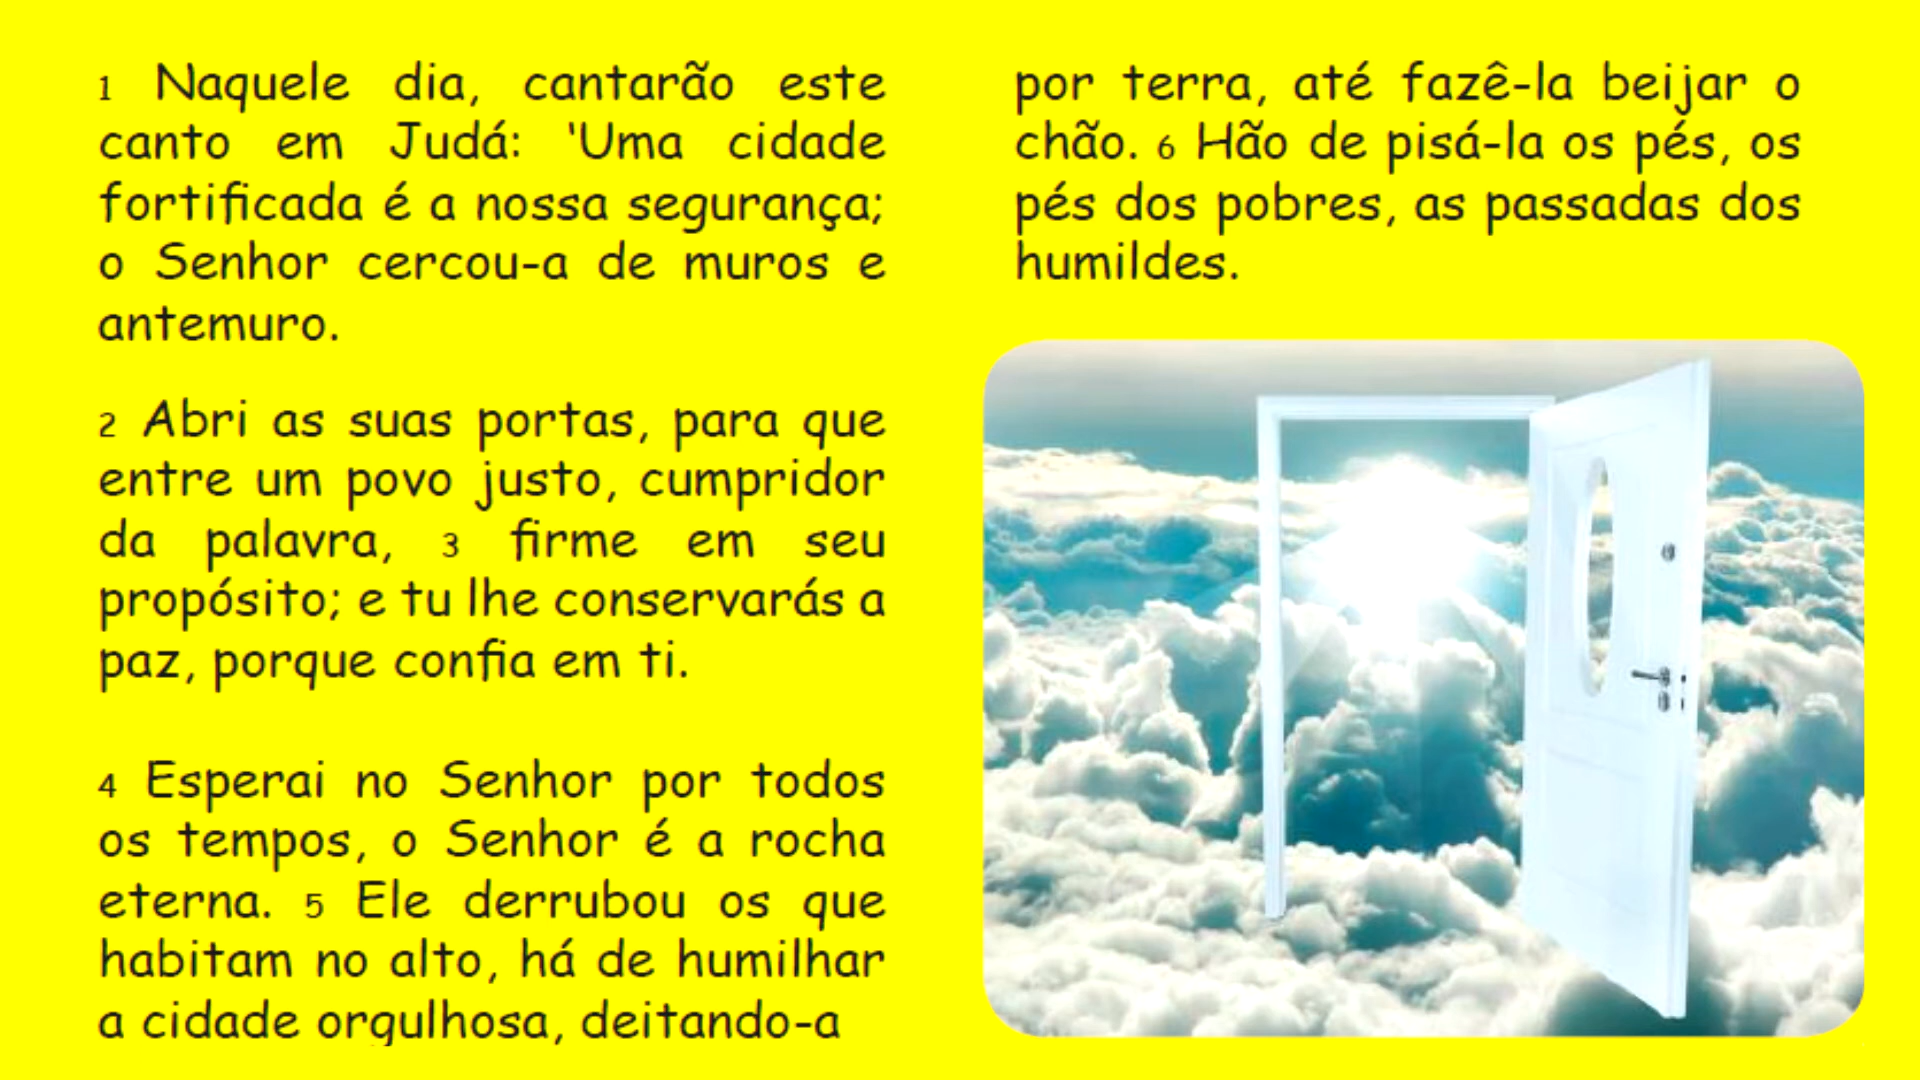 1 Naquele dia, cantarão este
canto em Judá: 'Uma cidade
fortificada é a nossa segurança;
o Senhor cercou-a de muros e
antemuro.
2 Abri as suas portas, para que
entre um povo justo, cumpridor
da palavra, 3 firme em seu
propósito; e tu lhe conservarás a
paz, porque confia em ti.
4 Esperai no Senhor por todos
os tempos, o Senhor é a rocha
eterna. 5 Ele derrubou os que
habitam no alto, há de humilhar
a cidade orgulhosa, deitando-a
por terra, até fazê-la beijar o
chão. 6 Hão de pisá-la os pés, os
pés dos pobres, as passadas dos
humildes.